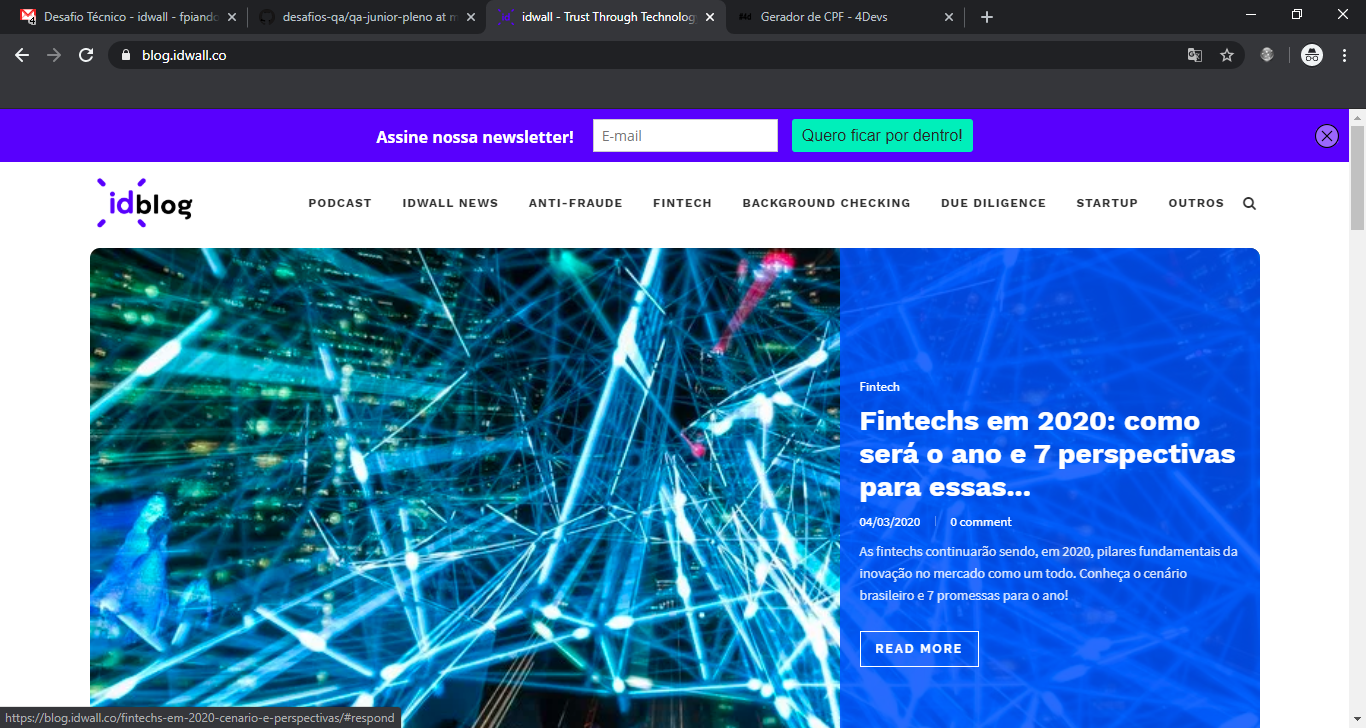 Desafio Técnico - idwall - fpiando
desafios-qa/qa-junior-pleno at m
idwall - Trust Through Technolog
Gerador de CPF - 4Devs
blog.idwall.co
Assine nossa newsletter!
E-mail
Quero ficar por dentro!
idblog
PODCAST
IDWALL NEWS
ANTI-FRAUDE
FINTECH
BACKGROUND CHECKING
DUE DILIGENCE
STARTUP
OUTROS
Fintech
Fintechs em 2020: como
será o ano e 7 perspectivas
para essas...
04/03/2020
0 comment
As fintechs continuarão sendo, em 2020, pilares fundamentais da
inovação no mercado como um todo. Conheça o cenário
brasileiro e 7 promessas para o ano!
READ MORE
https://blog.idwall.co/fintechs-em-2020-cenario-e-perspectivas/#respond